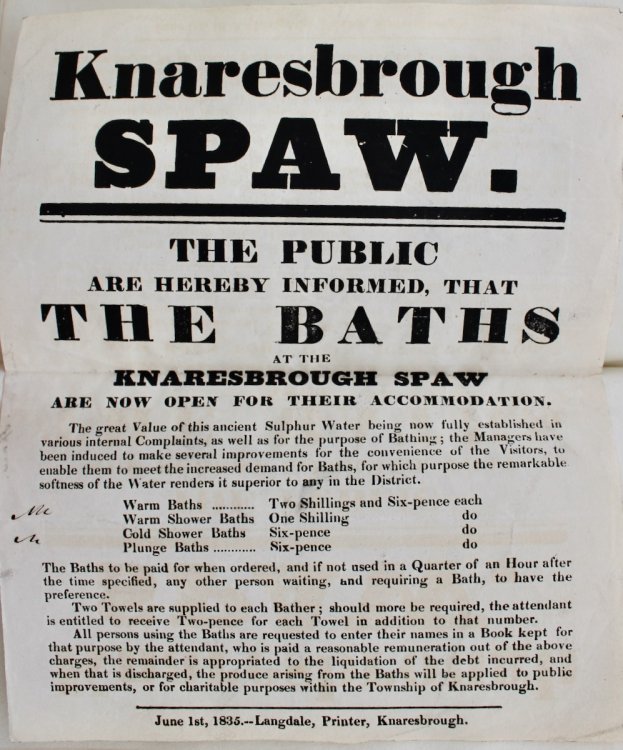 Knaresbrough
SPAW.
THE PUBLIC
ARE HEREBY INFORMED, THAT
THE BATHS
AT THE
KNARESBROUGH SPAW
ARE NOW OPEN FOR THEIR ACCOMMODATION.
The great Value of this ancient Sulphur Water being now fully established in
various internal Complaints, as well as for the purpose of Bathing; the Managers have
been induced to make several improvements for the convenience of the Visitors, to
enable them to meet the increased demand for Baths, for which purpose the remarkable
softness of the Water renders it superior to any in the District.
Warm Baths ............ Two Shillings and Six-pence each
Warm Shower Baths One Shilling do
Cold Shower Baths Six-pence do
Plunge Baths ............ Six-pence do
The Baths to be paid for when ordered, and if not used in a Quarter of an Hour after
the time specified, any other person waiting, and requiring a Bath, to have the
preference.
Two Towels are supplied to each Bather; should more be required, the attendant
is entitled to receive Two-pence for each Towel in addition to that number.
All persons using the Baths are requested to enter their names in a Book kept for
that purpose by the attendant, who is paid a reasonable remuneration out of the above
charges, the remainder is appropriated to the liquidation of the debt incurred, and
when that is discharged, the produce arising from the Baths will be applied to public
improvements, or for charitable purposes within the Township of Knaresbrough.
June 1st, 1835.--Langdale, Printer, Knaresbrough.